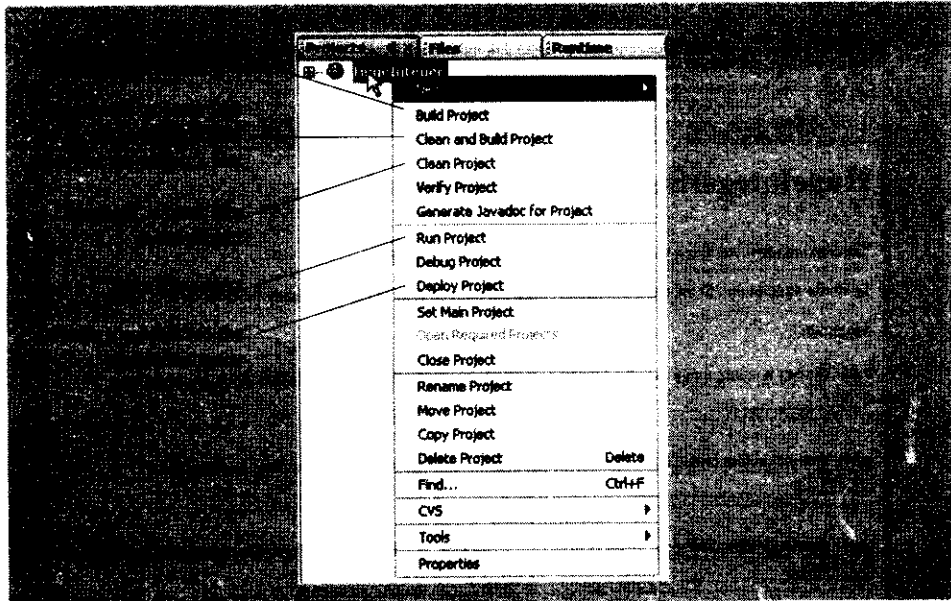 Projects Files Runtime
Build Project
Clean and Build Project
Clean Project
Verify Project
Generate Javadoc for Project
Run Project
Debug Project
Deploy Project
Set Main Project
Open Required Projects
Close Project
Rename Project
Move Project
Copy Project
Delete Project Delete
Find... Ctrl+F
CVS
Tools
Properties